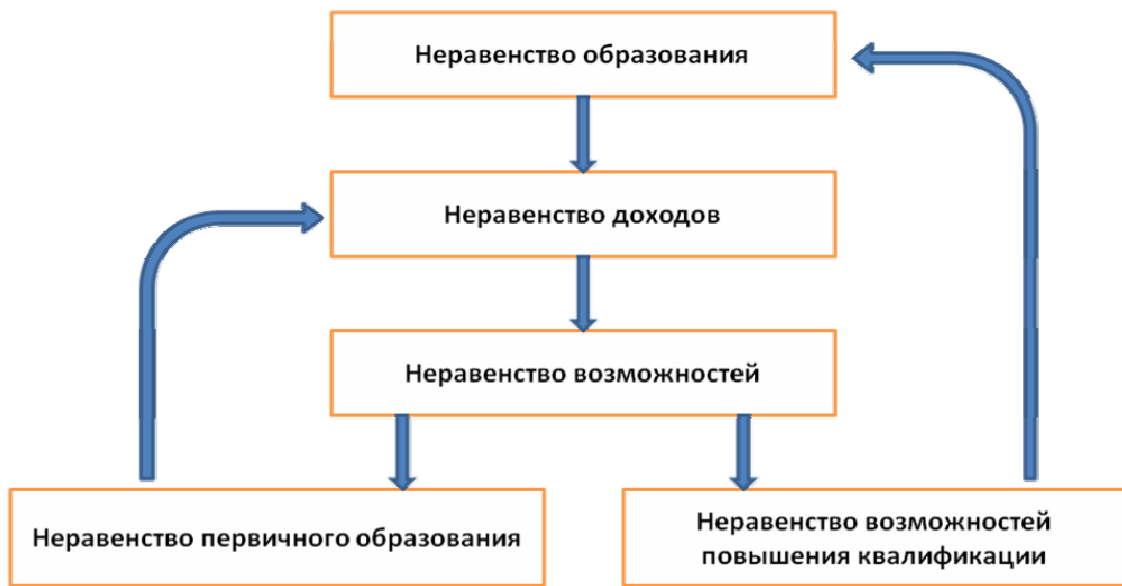 Неравенство образования
Неравенство доходов
Неравенство возможностей
Неравенство первичного образования
Неравенство возможностей
повышения квалификации